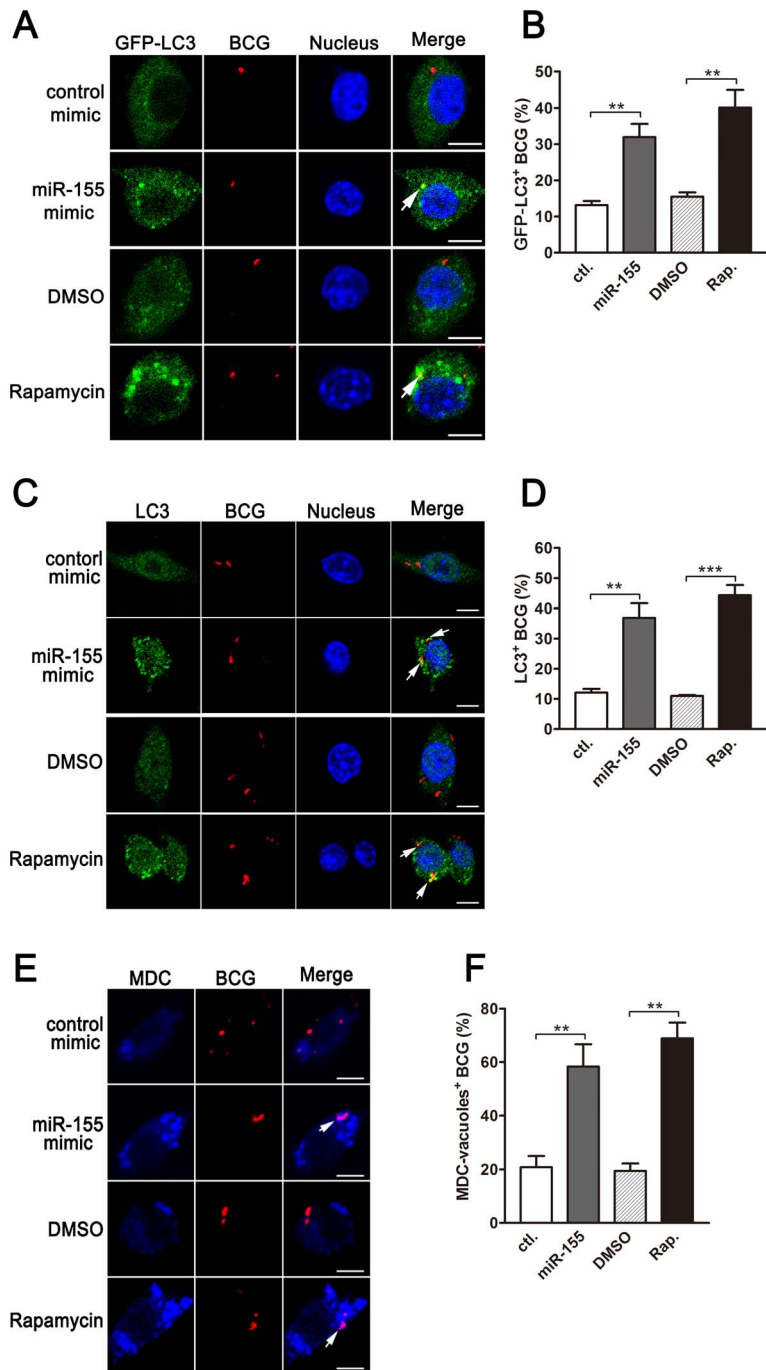 A
GFP-LC3 BCG Nucleus Merge
control
mimic
miR-155
mimic
DMSO
Rapamycin
B
GFP-LC3+ BCG (%)
50
40
30
20
10
0
**
**
ctl.
miR-155
DMSO
Rap.
C
LC3 BCG Nucleus Merge
contorl
mimic
miR-155
mimic
DMSO
Rapamycin
D
LC3+ BCG (%)
60
50
40
30
20
10
0
**
***
ctl.
miR-155
DMSO
Rap.
E
MDC BCG Merge
control
mimic
miR-155
mimic
DMSO
Rapamycin
F
MDC-vacuoles+ BCG (%)
80
60
40
20
0
**
**
ctl.
miR-155
DMSO
Rap.